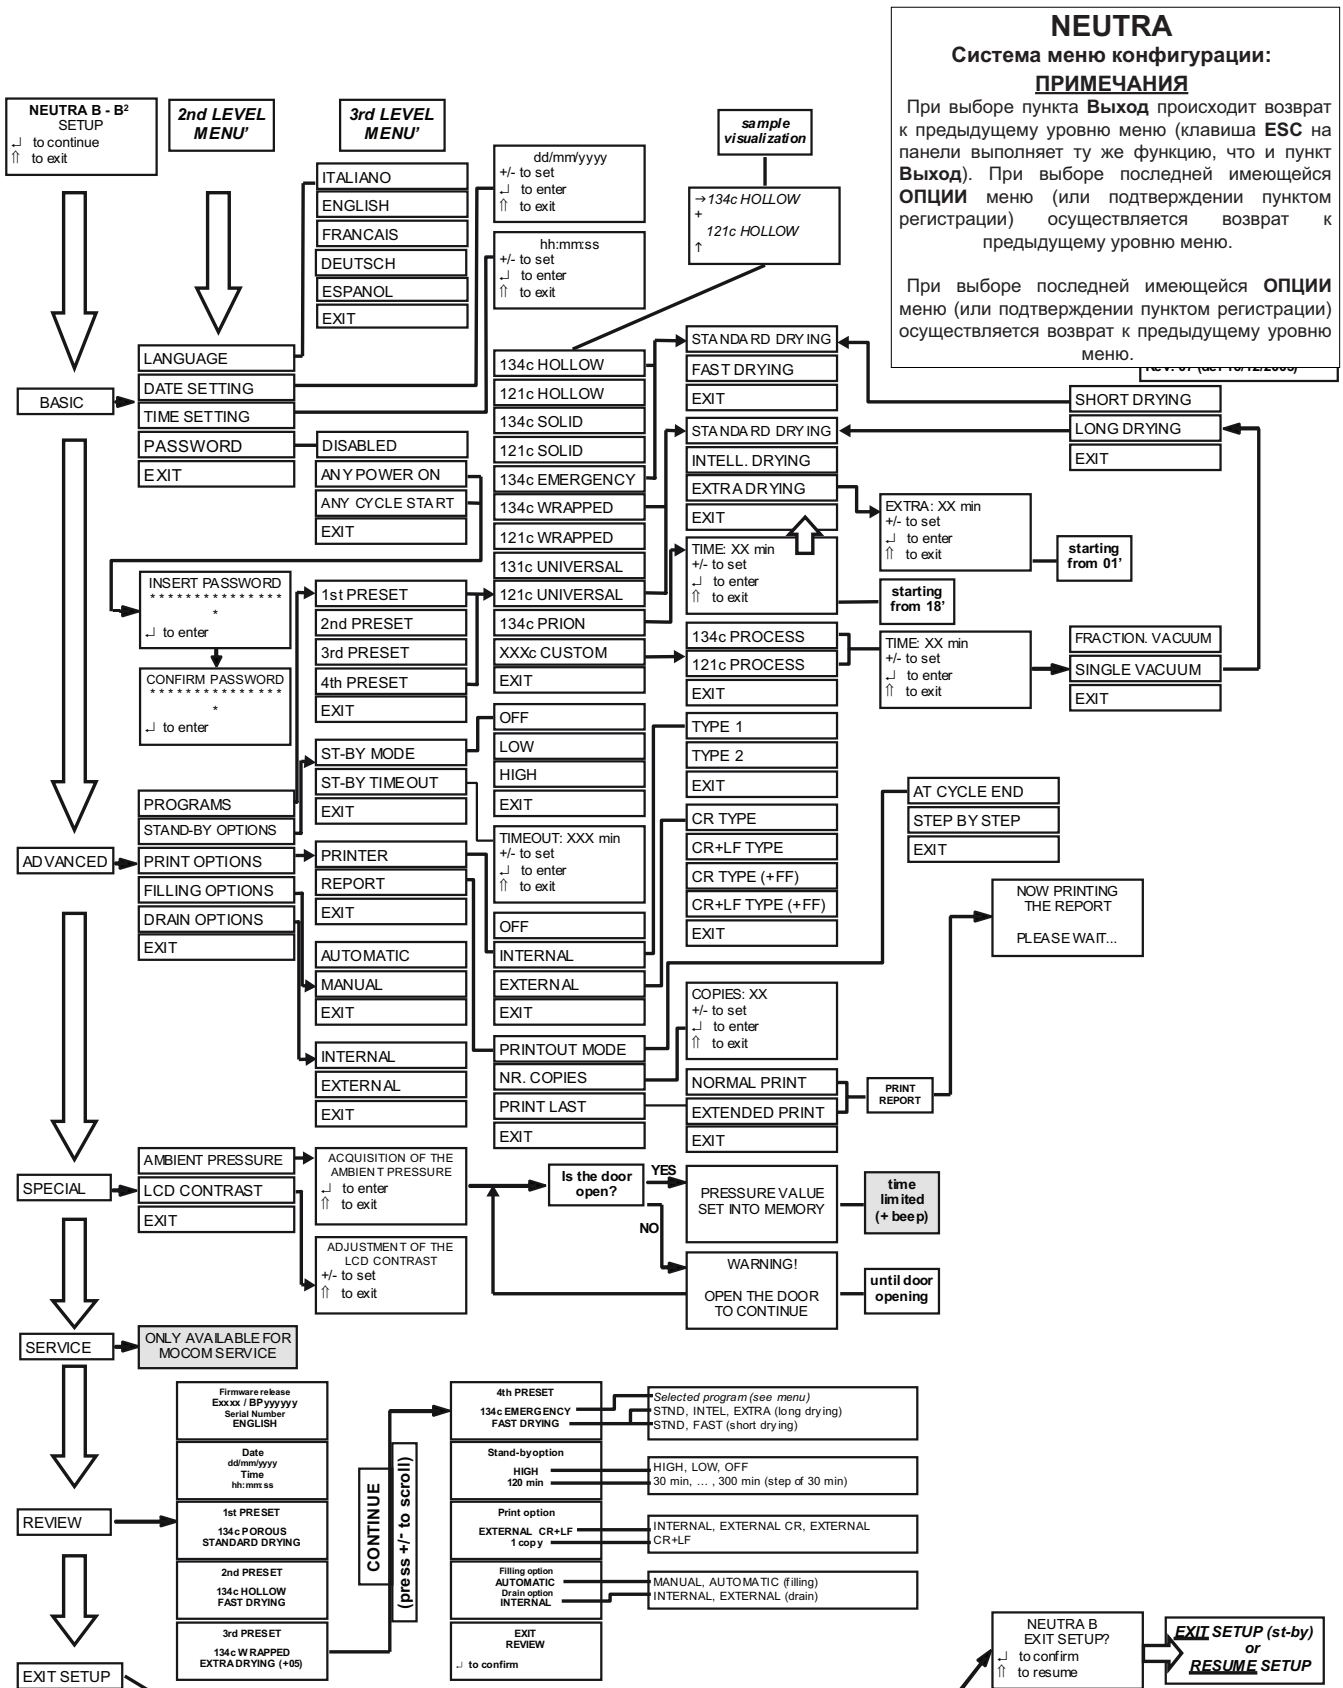 NEUTRA
Система меню конфигурации:
ПРИМЕЧАНИЯ
При выборе пункта Выход происходит возврат
к предыдущему уровню меню (клавиша ESC на
панели выполняет ту же функцию, что и пункт
Выход). При выборе последней имеющейся
ОПЦИИ меню (или подтверждении пунктом
регистрации) осуществляется возврат к
предыдущему уровню меню.
При выборе последней имеющейся ОПЦИИ
меню (или подтверждении пунктом регистрации)
осуществляется возврат к предыдущему уровню
меню.
NEUTRA B - B²
SETUP
↵ to continue
⇑ to exit
2nd LEVEL
MENU'
3rd LEVEL
MENU'
sample
visualization
→134c HOLLOW
+
121c HOLLOW
↑
ITALIANO
ENGLISH
FRANCAIS
DEUTSCH
ESPANOL
EXIT
dd/mm/yyyy
+/- to set
↵ to enter
⇑ to exit
hh:mm:ss
+/- to set
↵ to enter
⇑ to exit
BASIC
LANGUAGE
DATE SETTING
TIME SETTING
PASSWORD
EXIT
DISABLED
ANY POWER ON
ANY CYCLE START
EXIT
INSERT PASSWORD
* * * * * * * * * * * * * * *
*
↵ to enter
CONFIRM PASSWORD
* * * * * * * * * * * * * * *
*
↵ to enter
134c HOLLOW
121c HOLLOW
134c SOLID
121c SOLID
134c EMERGENCY
134c WRAPPED
121c WRAPPED
131c UNIVERSAL
121c UNIVERSAL
134c PRION
XXXc CUSTOM
EXIT
STANDARD DRYING
FAST DRYING
EXIT
STANDARD DRYING
INTELL. DRYING
EXTRA DRYING
EXIT
SHORT DRYING
LONG DRYING
EXIT
EXTRA: XX min
+/- to set
↵ to enter
⇑ to exit
starting
from 01'
TIME: XX min
+/- to set
↵ to enter
⇑ to exit
starting
from 18'
134c PROCESS
121c PROCESS
EXIT
TIME: XX min
+/- to set
↵ to enter
⇑ to exit
FRACTION. VACUUM
SINGLE VACUUM
EXIT
1st PRESET
2nd PRESET
3rd PRESET
4th PRESET
EXIT
ADVANCED
PROGRAMS
STAND-BY OPTIONS
PRINT OPTIONS
FILLING OPTIONS
DRAIN OPTIONS
EXIT
ST-BY MODE
ST-BY TIMEOUT
EXIT
OFF
LOW
HIGH
EXIT
TIMEOUT: XXX min
+/- to set
↵ to enter
⇑ to exit
PRINTER
REPORT
EXIT
OFF
INTERNAL
EXTERNAL
EXIT
TYPE 1
TYPE 2
EXIT
CR TYPE
CR+LF TYPE
CR TYPE (+FF)
CR+LF TYPE (+FF)
EXIT
AT CYCLE END
STEP BY STEP
EXIT
AUTOMATIC
MANUAL
EXIT
INTERNAL
EXTERNAL
EXIT
PRINTOUT MODE
NR. COPIES
PRINT LAST
EXIT
COPIES: XX
+/- to set
↵ to enter
⇑ to exit
NORMAL PRINT
EXTENDED PRINT
EXIT
PRINT
REPORT
NOW PRINTING
THE REPORT
PLEASE WAIT...
SPECIAL
AMBIENT PRESSURE
LCD CONTRAST
EXIT
ACQUISITION OF THE
AMBIENT PRESSURE
↵ to enter
⇑ to exit
ADJUSTMENT OF THE
LCD CONTRAST
+/- to set
⇑ to exit
Is the door
open?
YES
NO
PRESSURE VALUE
SET INTO MEMORY
time
limited
(+ beep)
WARNING!
OPEN THE DOOR
TO CONTINUE
until door
opening
SERVICE
ONLY AVAILABLE FOR
MOCOM SERVICE
REVIEW
Firmware release
Exxxx / BPyyyyyy
Serial Number
ENGLISH
Date
dd/mm/yyyy
Time
hh:mm:ss
1st PRESET
134c POROUS
STANDARD DRYING
2nd PRESET
134c HOLLOW
FAST DRYING
3rd PRESET
134c WRAPPED
EXTRA DRYING (+05)
CONTINUE
(press +/- to scroll)
4th PRESET
134c EMERGENCY
FAST DRYING
Selected program (see menu)
STND, INTEL, EXTRA (long drying)
STND, FAST (short drying)
Stand-by option
HIGH
120 min
HIGH, LOW, OFF
30 min, ... , 300 min (step of 30 min)
Print option
EXTERNAL CR+LF
1 copy
INTERNAL, EXTERNAL CR, EXTERNAL
CR+LF
Filling option
AUTOMATIC
Drain option
INTERNAL
MANUAL, AUTOMATIC (filling)
INTERNAL, EXTERNAL (drain)
EXIT
REVIEW
↵ to confirm
EXIT SETUP
NEUTRA B
EXIT SETUP?
↵ to confirm
⇑ to resume
EXIT SETUP (st-by)
or
RESUME SETUP